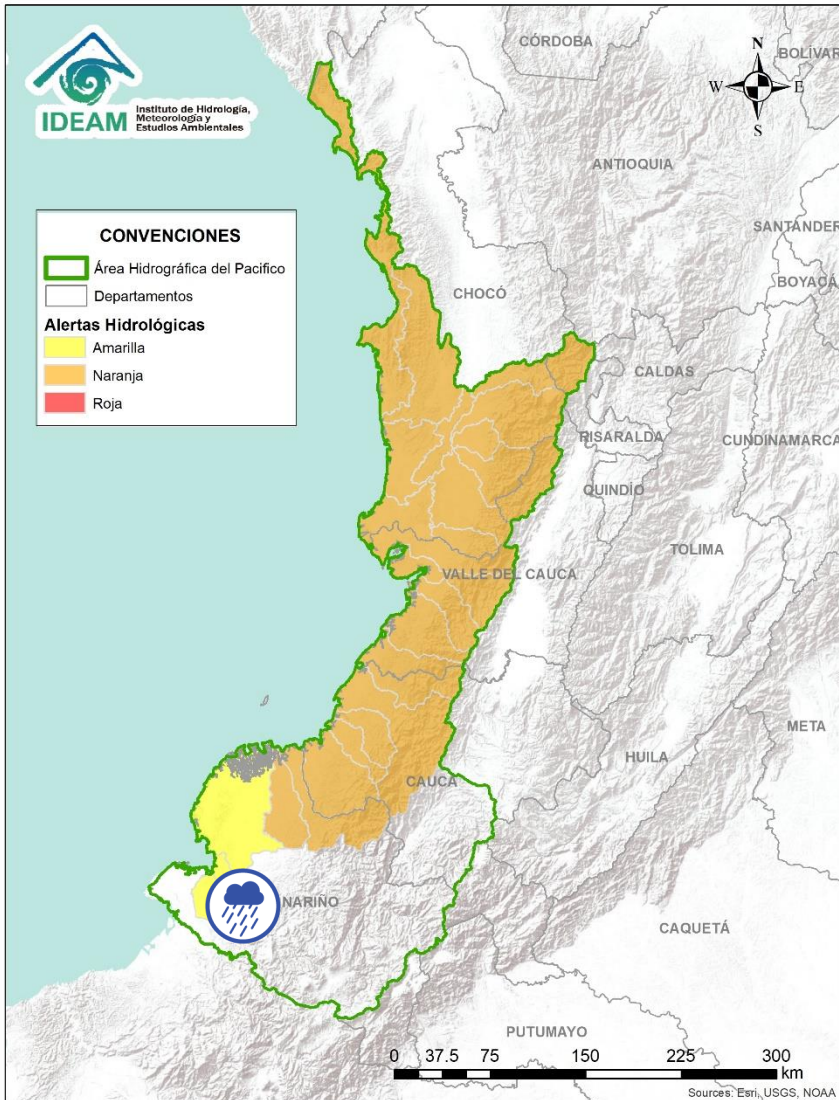 IDEAM
Instituto de Hidrología,
Meteorología y
Estudios Ambientales
N
W
E
S
CÓRDOBA
BOLÍVAR
ANTIOQUIA
SANTANDER
BOYACÁ
CHOCÓ
CALDAS
RISARALDA
CUNDINAMARCA
QUINDÍO
TOLIMA
VALLE DEL CAUCA
META
HUILA
CAUCA
NARIÑO
CAQUETÁ
PUTUMAYO
CONVENCIONES
Área Hidrográfica del Pacifico
Departamentos
Alertas Hidrológicas
Amarilla
Naranja
Roja
0 37.5 75 150 225 300
km
Sources: Esri, USGS, NOAA